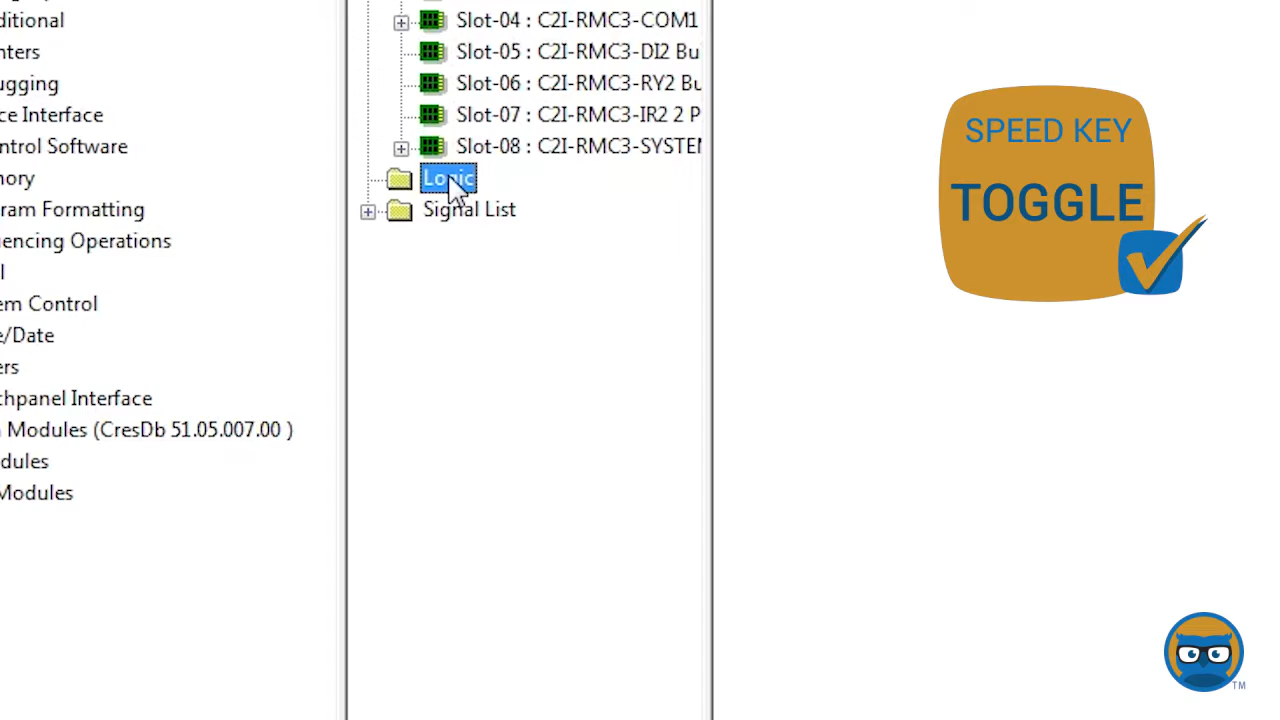 ditional
nters
ugging
ce Interface
ntrol Software
nory
ram Formatting
uencing Operations
l
em Control
e/Date
ers
chpanel Interface
n Modules (CresDb 51.05.007.00 )
dules
Modules
Slot-04 : C2I-RMC3-COM1
Slot-05 : C2I-RMC3-DI2 Bu
Slot-06 : C2I-RMC3-RY2 Bu
Slot-07 : C2I-RMC3-IR2 2 P
Slot-08 : C2I-RMC3-SYSTEM
Logic
Signal List
SPEED KEY
TOGGLE
TM